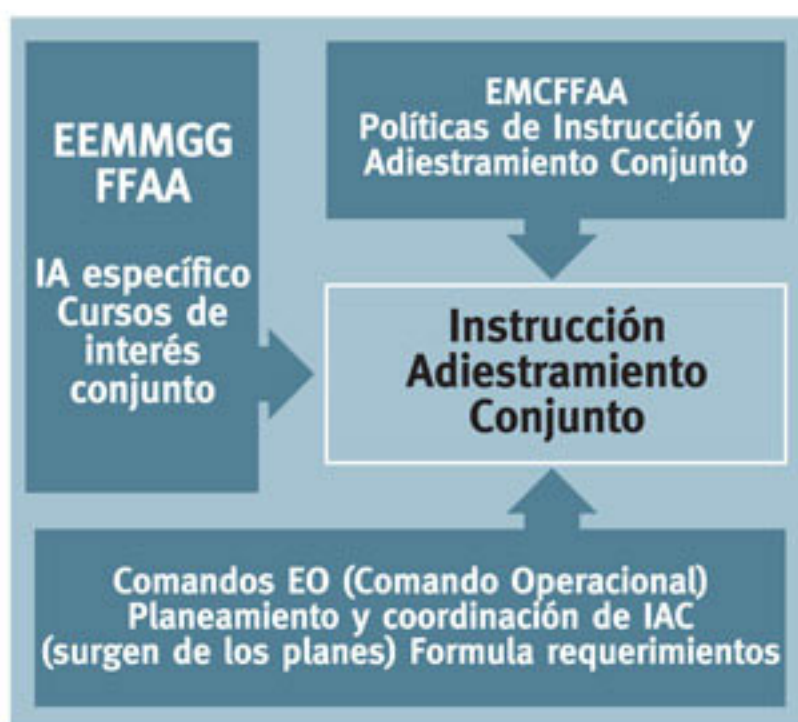 EEMMGG
FFAA
IA específico
Cursos de
interés
conjunto
EMCFFAA
Políticas de Instrucción y
Adiestramiento Conjunto
Instrucción
Adiestramiento
Conjunto
Comandos EO (Comando Operacional)
Planeamiento y coordinación de IAC
(surgen de los planes) Formula requerimientos